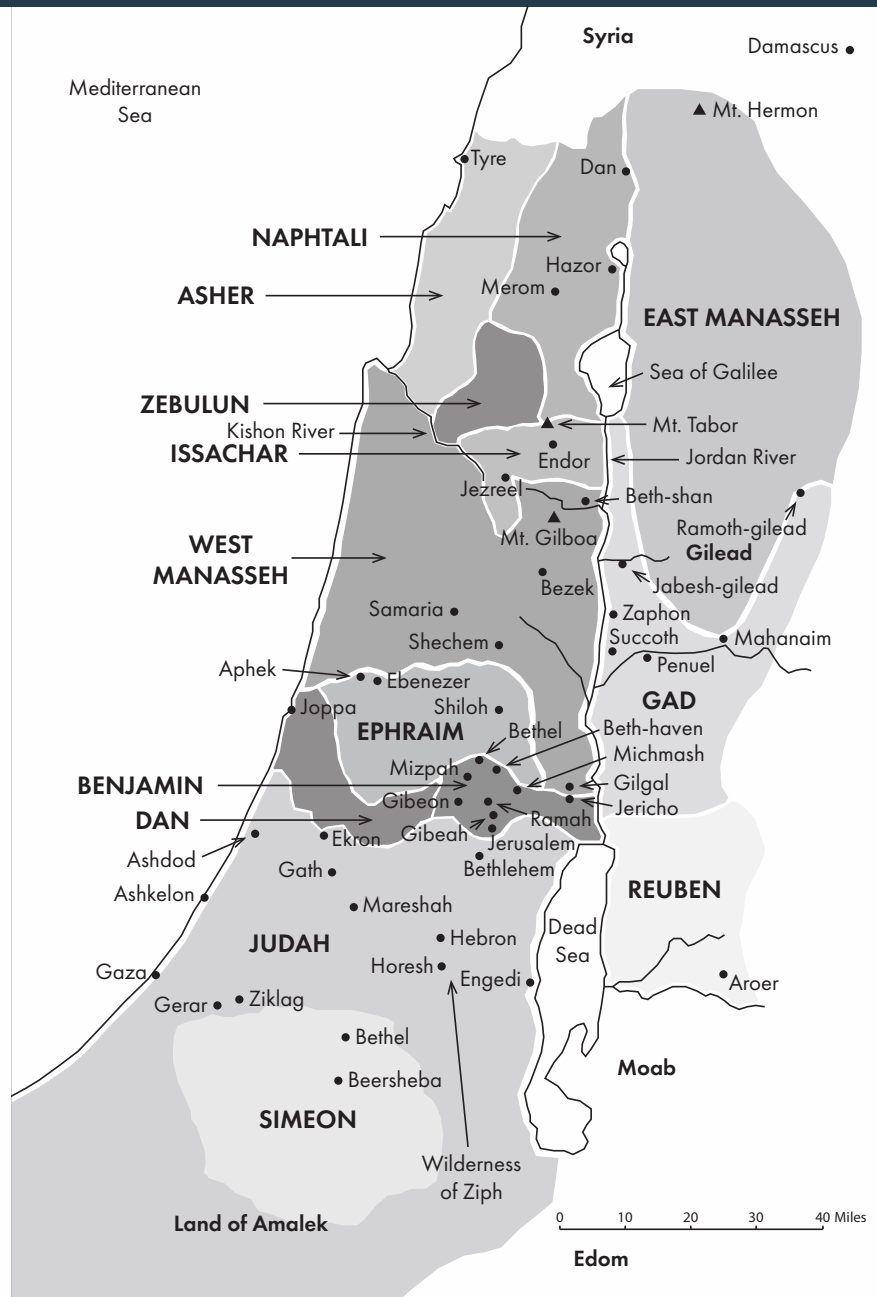 Syria
Damascus
Mediterranean
Sea
Mt. Hermon
Tyre
Dan
NAPHTALI
Hazor
Merom
ASHER
EAST MANASSEH
Sea of Galilee
ZEBULUN
Mt. Tabor
Kishon River
ISSACHAR
Endor
Jordan River
Jezreel
Beth-shan
Ramoth-gilead
Mt. Gilboa
Gilead
WEST
MANASSEH
Bezek
Jabesh-gilead
Samaria
Zaphon
Shechem
Succoth
Mahanaim
Penuel
Aphek
Ebenezer
Joppa
Shiloh
GAD
EPHRAIM
Bethel
Beth-haven
Michmash
Mizpah
BENJAMIN
Gilgal
Gibeon
Jericho
DAN
Ramah
Ekron
Gibeah
Jerusalem
Ashdod
Gath
Bethlehem
Ashkelon
Mareshah
REUBEN
JUDAH
Hebron
Dead
Sea
Horesh
Gaza
Engedi
Aroer
Gerar
Ziklag
Bethel
Moab
Beersheba
SIMEON
Wilderness
of Ziph
Land of Amalek
0 10 20 30 40 Miles
Edom